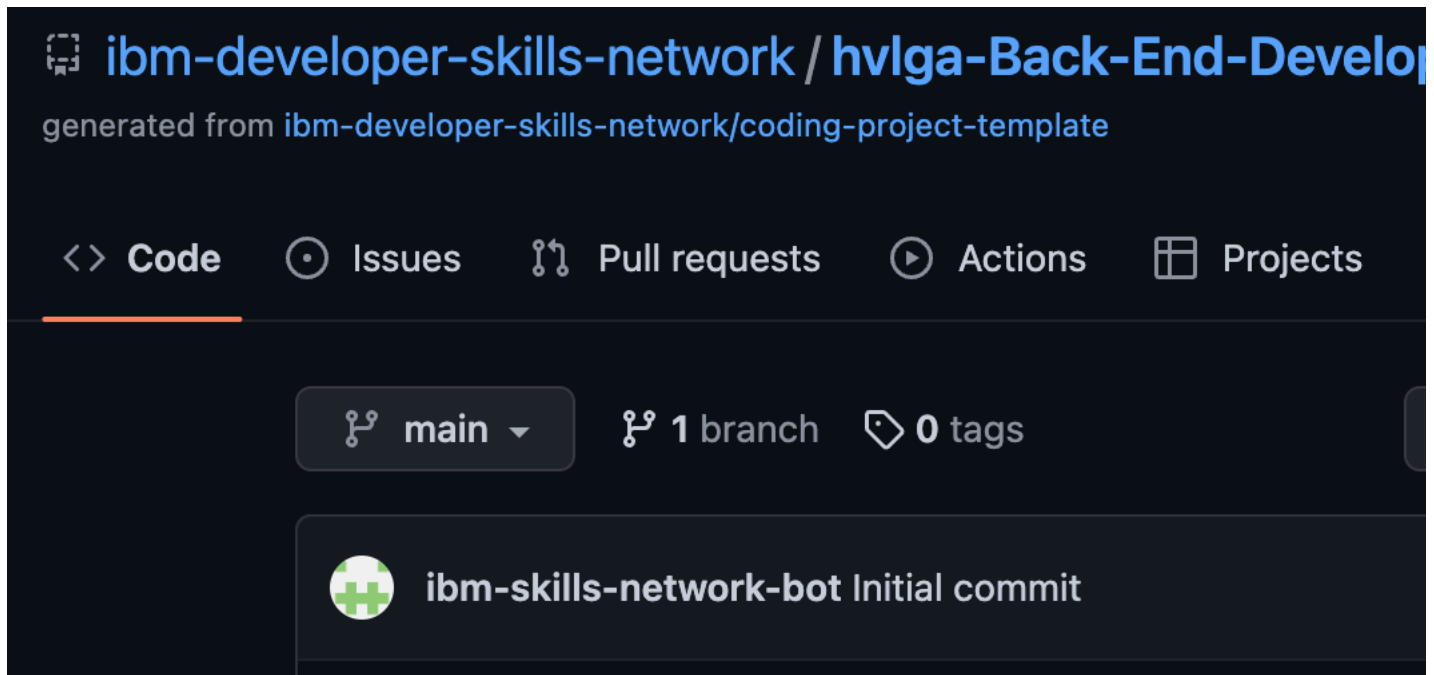 ibm-developer-skills-network / hvlga-Back-End-Develop
generated from ibm-developer-skills-network/coding-project-template
Code Issues Pull requests Actions Projects
main 1 branch 0 tags
ibm-skills-network-bot Initial commit